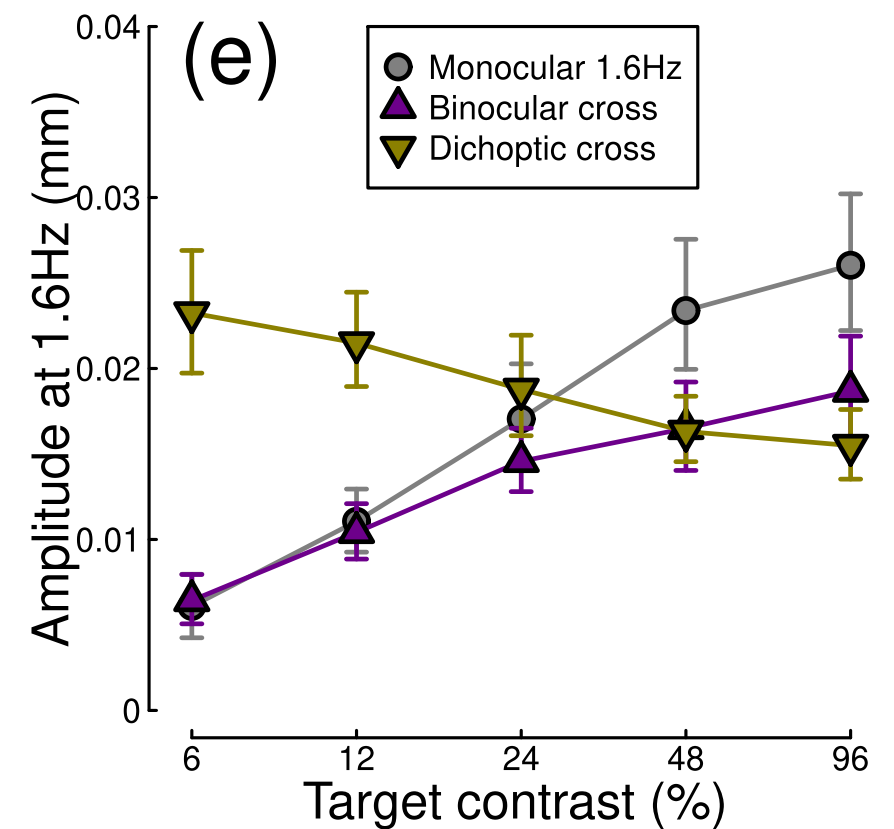 (e)
Monocular 1.6Hz
Binocular cross
Dichoptic cross
Amplitude at 1.6Hz (mm)
0.04
0.03
0.02
0.01
0
6 12 24 48 96
Target contrast (%)